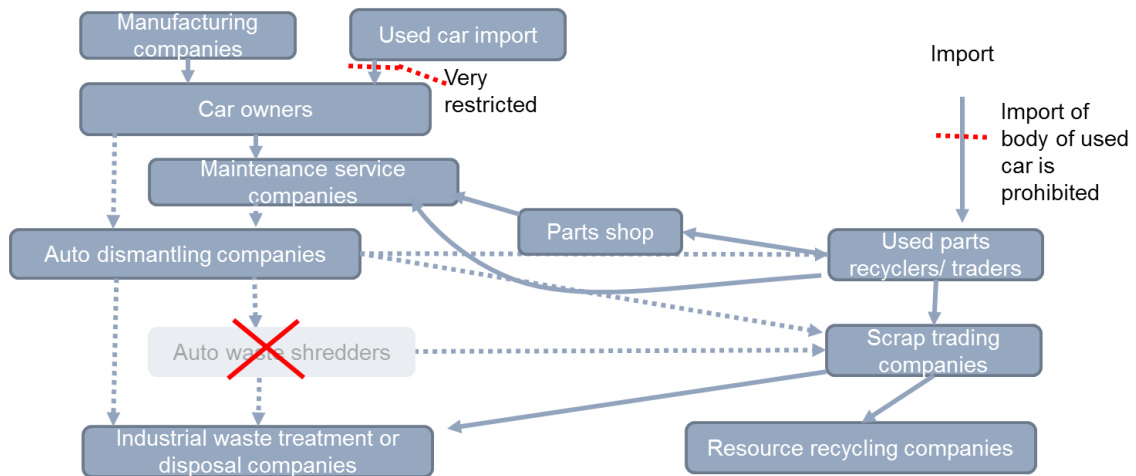 Manufacturing
companies
Used car import
Import
Very
restricted
Car owners
Import of
body of used
car is
prohibited
Maintenance service
companies
Parts shop
Auto dismantling companies
Used parts
recyclers/ traders
Auto waste shredders
Scrap trading
companies
Industrial waste treatment or
disposal companies
Resource recycling companies